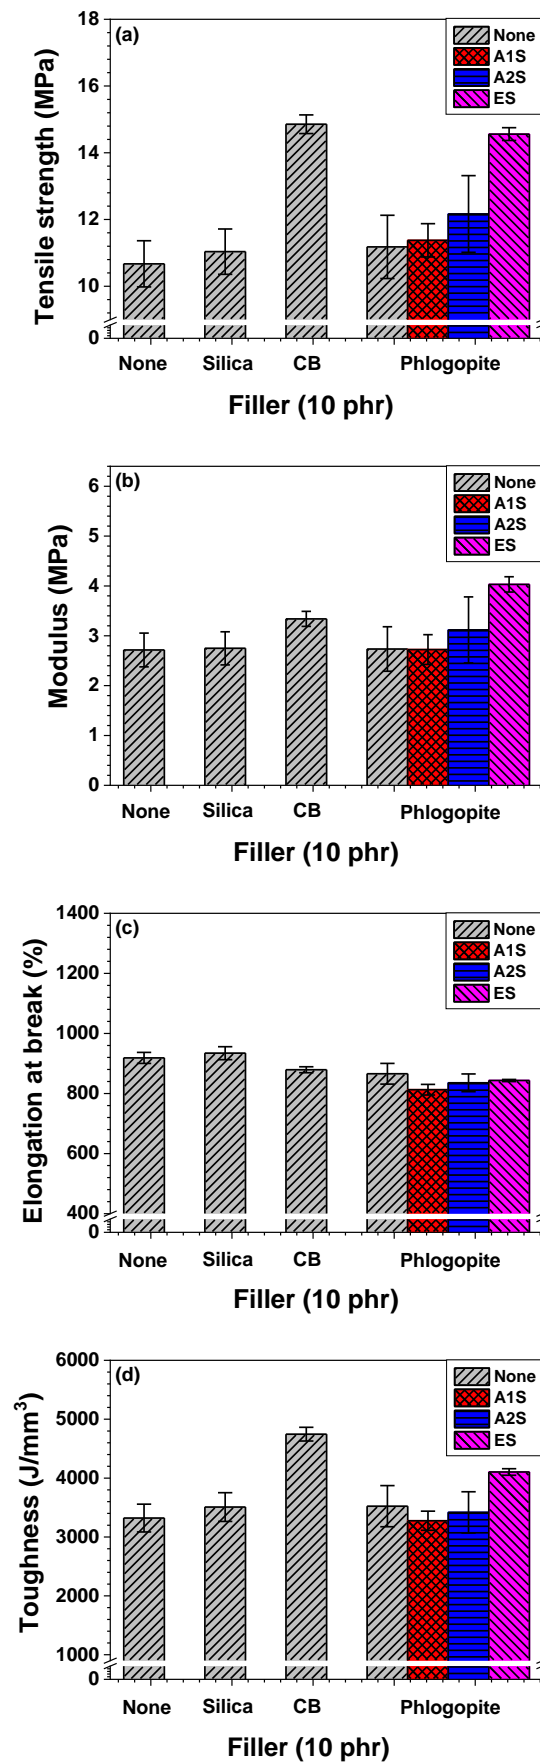 (a)
None
A1S
A2S
ES
Tensile strength (MPa)
18
16
14
12
10
0
None Silica CB Phlogopite
Filler (10 phr)
(b)
None
A1S
A2S
ES
Modulus (MPa)
6
5
4
3
2
1
0
None Silica CB Phlogopite
Filler (10 phr)
(c)
None
A1S
A2S
ES
Elongation at break (%)
1400
1200
1000
800
600
400
0
None Silica CB Phlogopite
Filler (10 phr)
(d)
None
A1S
A2S
ES
Toughness (J/mm³)
6000
5000
4000
3000
2000
1000
0
None Silica CB Phlogopite
Filler (10 phr)